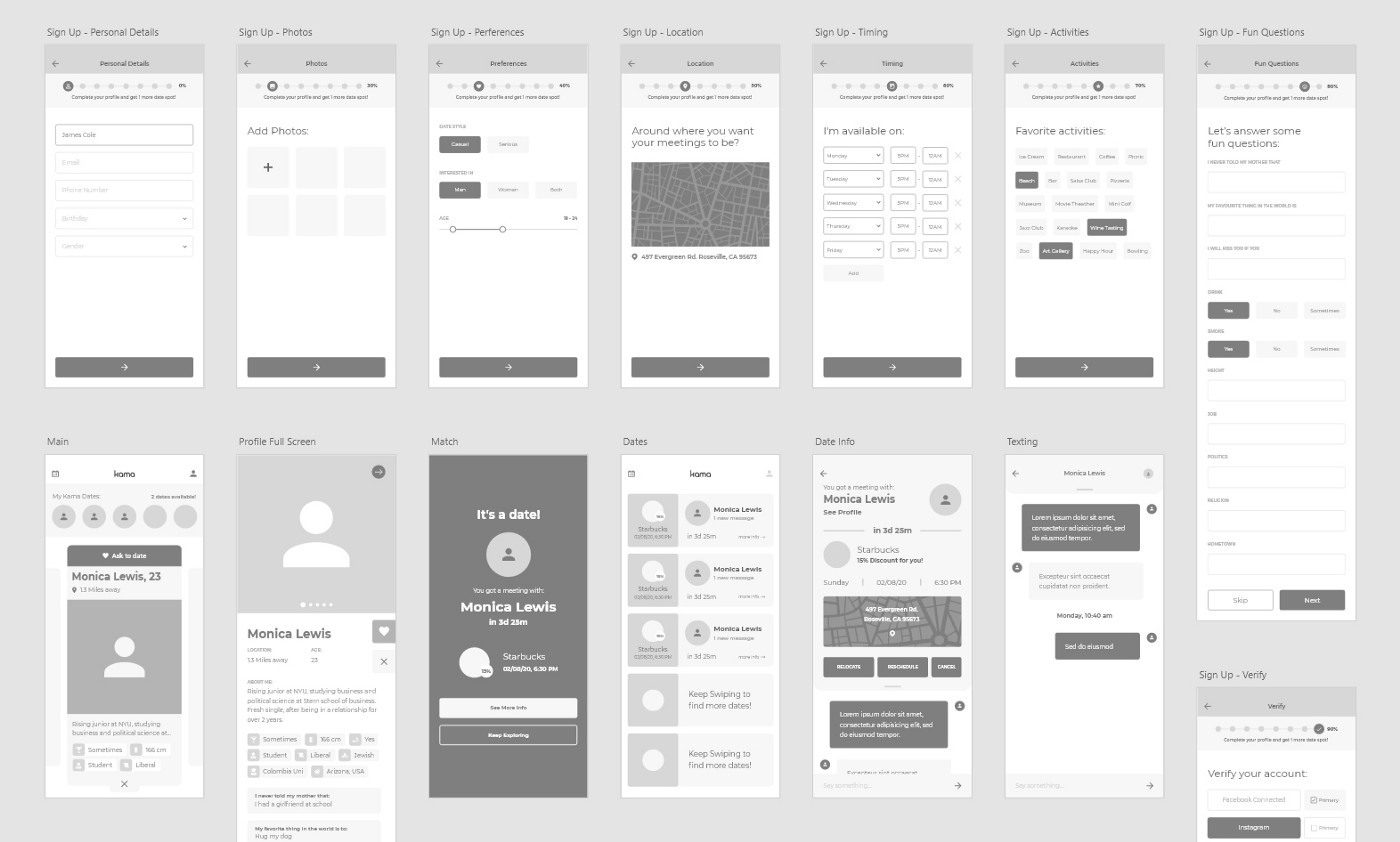 Sign Up - Personal Details
Personal Details
0%
Complete your profile and get 1 more date spot!
James Cole
Email
Phone Number
Birthday
Gender
Sign Up - Photos
Photos
30%
Complete your profile and get 1 more date spot!
Add Photos:
Sign Up - Perferences
Preferences
40%
Complete your profile and get 1 more date spot!
DATE STYLE
Casual
Serious
INTERESTED IN
Men
Women
Both
AGE
18 - 24
Sign Up - Location
Location
50%
Complete your profile and get 1 more date spot!
Around where you want
your meetings to be?
497 Evergreen Rd. Roseville, CA 95673
Sign Up - Timing
Timing
60%
Complete your profile and get 1 more date spot!
I'm available on:
Monday 5PM - 12AM
Tuesday 5PM - 12AM
Wednesday 5PM - 12AM
Thursday 5PM - 12AM
Friday 5PM - 12AM
Add
Sign Up - Activities
Activities
70%
Complete your profile and get 1 more date spot!
Favorite activities:
Ice Cream Restaurant Coffee Picnic
Beach Bar Salsa Club Pizzeria
Museum Movie Theather Mini Golf
Jazz Club Karaoke Wine Tasting
Zoo Art Gallery Happy Hour Bowling
Sign Up - Fun Questions
Fun Questions
80%
Complete your profile and get 1 more date spot!
Let's answer some
fun questions:
I NEVER TOLD MY MOTHER THAT
MY FAVOURITE THING IN THE WORLD IS
I WILL KISS YOU IF YOU
DRINK
Yes No Sometimes
SMOKE
Yes No Sometimes
HEIGHT
JOB
POLITICS
RELIGION
HOMETOWN
Skip Next
Main
kama
My Kama Dates:
2 dates available!
Ask to date
Monica Lewis, 23
1.3 Miles away
Rising junior at NYU, studying
business and political science at...
Sometimes 166 cm
Student Liberal
Profile Full Screen
Monica Lewis
LOCATION: AGE:
1.3 Miles away 23
ABOUT ME:
Rising junior at NYU, studying business and
political science at Stern school of business.
Fresh single, after being in a relationship for
over 2 years.
Sometimes 166 cm Yes
Student Liberal Jewish
Colombia Uni Arizona, USA
I never told my mother that:
I had a girlfriend at school
My favorite thing in the world is to:
Hug my dog
Match
It's a date!
You got a meeting with:
Monica Lewis
in 3d 25m
15%
Starbucks
02/08/20, 6:30 PM
See More Info
Keep Exploring
Dates
kama
15%
Starbucks
02/08/20, 6:30 PM
Monica Lewis
1 new message
in 3d 25m
more info →
15%
Starbucks
02/08/20, 6:30 PM
Monica Lewis
1 new message
in 3d 25m
more info →
15%
Starbucks
02/08/20, 6:30 PM
Monica Lewis
1 new message
in 3d 25m
more info →
Keep Swiping to
find more dates!
Keep Swiping to
find more dates!
Date Info
You got a meeting with:
Monica Lewis
See Profile
in 3d 25m
Starbucks
15% Discount for you!
Sunday | 02/08/20 | 6:30 PM
497 Evergreen Rd.
Roseville, CA 95673
RELOCATE RESCHEDULE CANCEL
Lorem ipsum dolor sit amet,
consectetur adipisicing elit, sed
do eiusmod tempor.
Excepteur sint occaecat
Say something...
Texting
Monica Lewis
Lorem ipsum dolor sit amet,
consectetur adipisicing elit, sed
do eiusmod tempor.
Excepteur sint occaecat
cupidatat non proident.
Monday, 10:40 am
Sed do eiusmod
Say something...
Sign Up - Verify
Verify
90%
Complete your profile and get 1 more date spot!
Verify your account:
Facebook Connected Primary
Instagram Primary